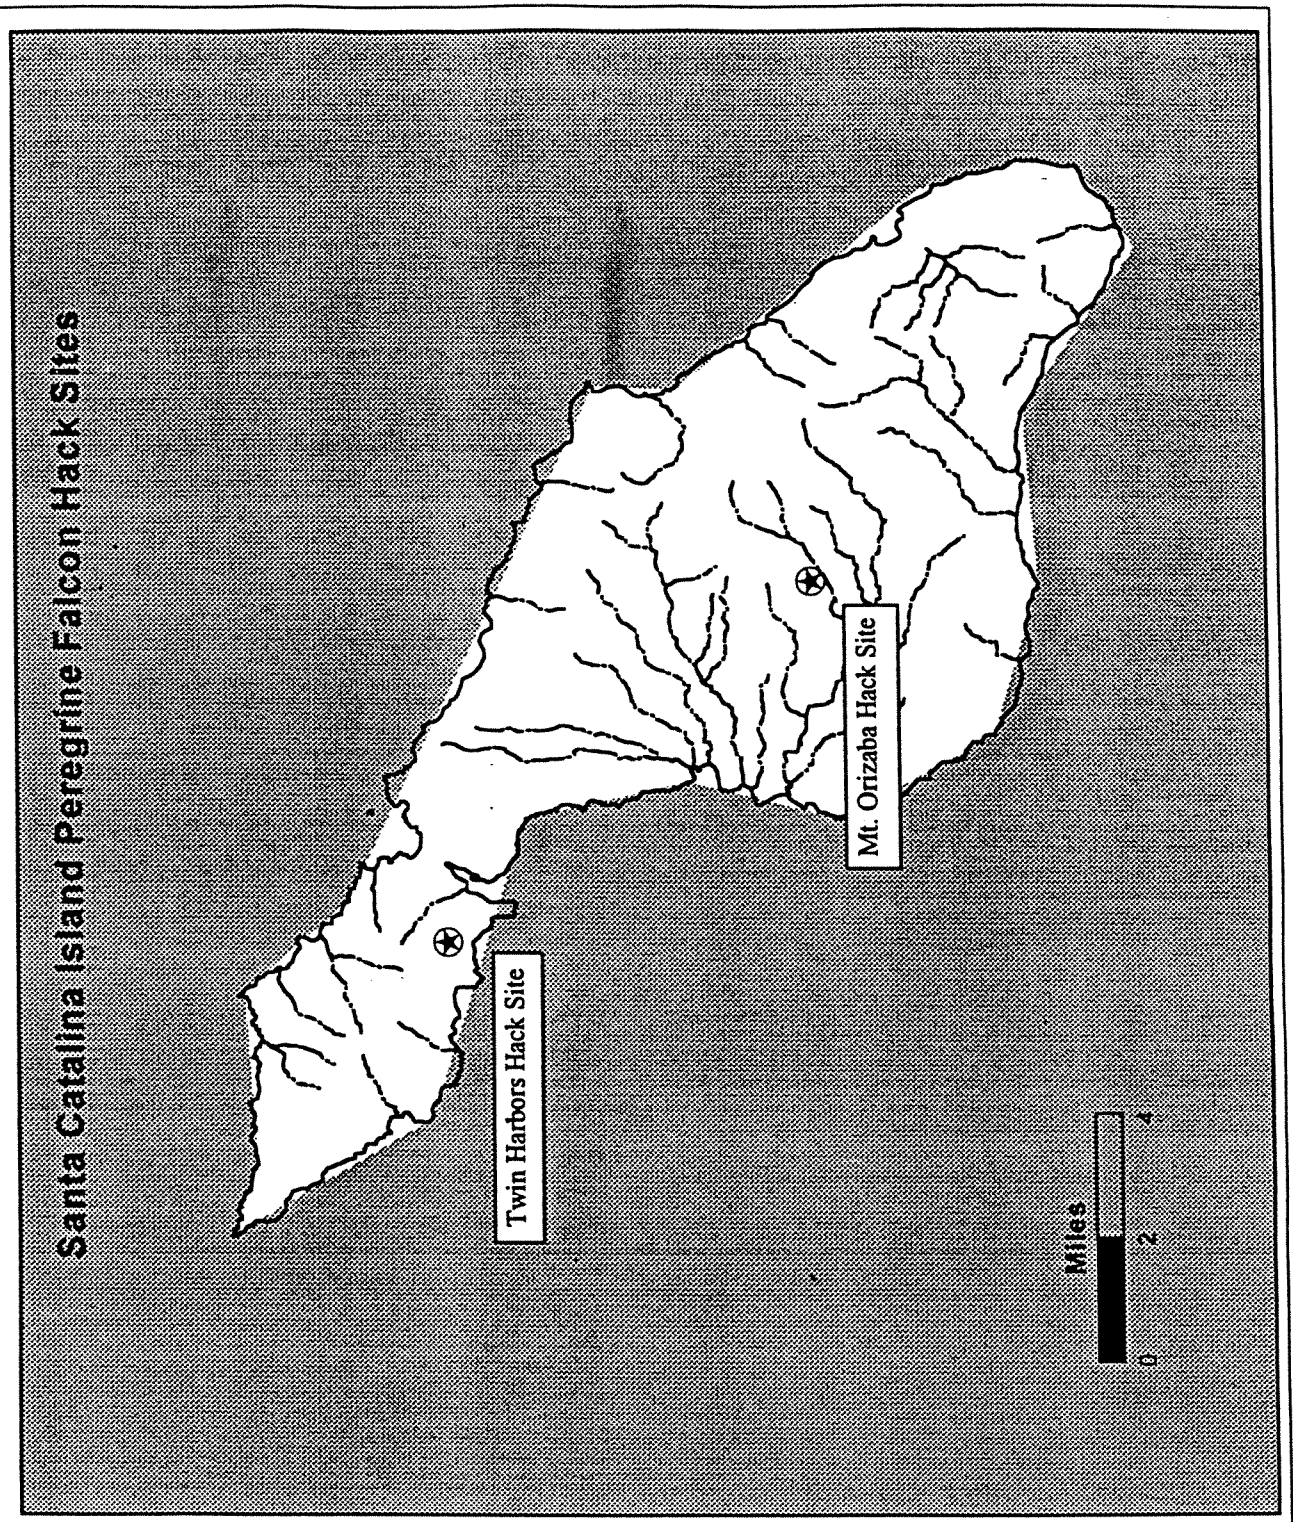 Santa Catalina Island Peregrine Falcon Hack Sites
Twin Harbors Hack Site
Mt. Orizaba Hack Site
Miles
0 2 4